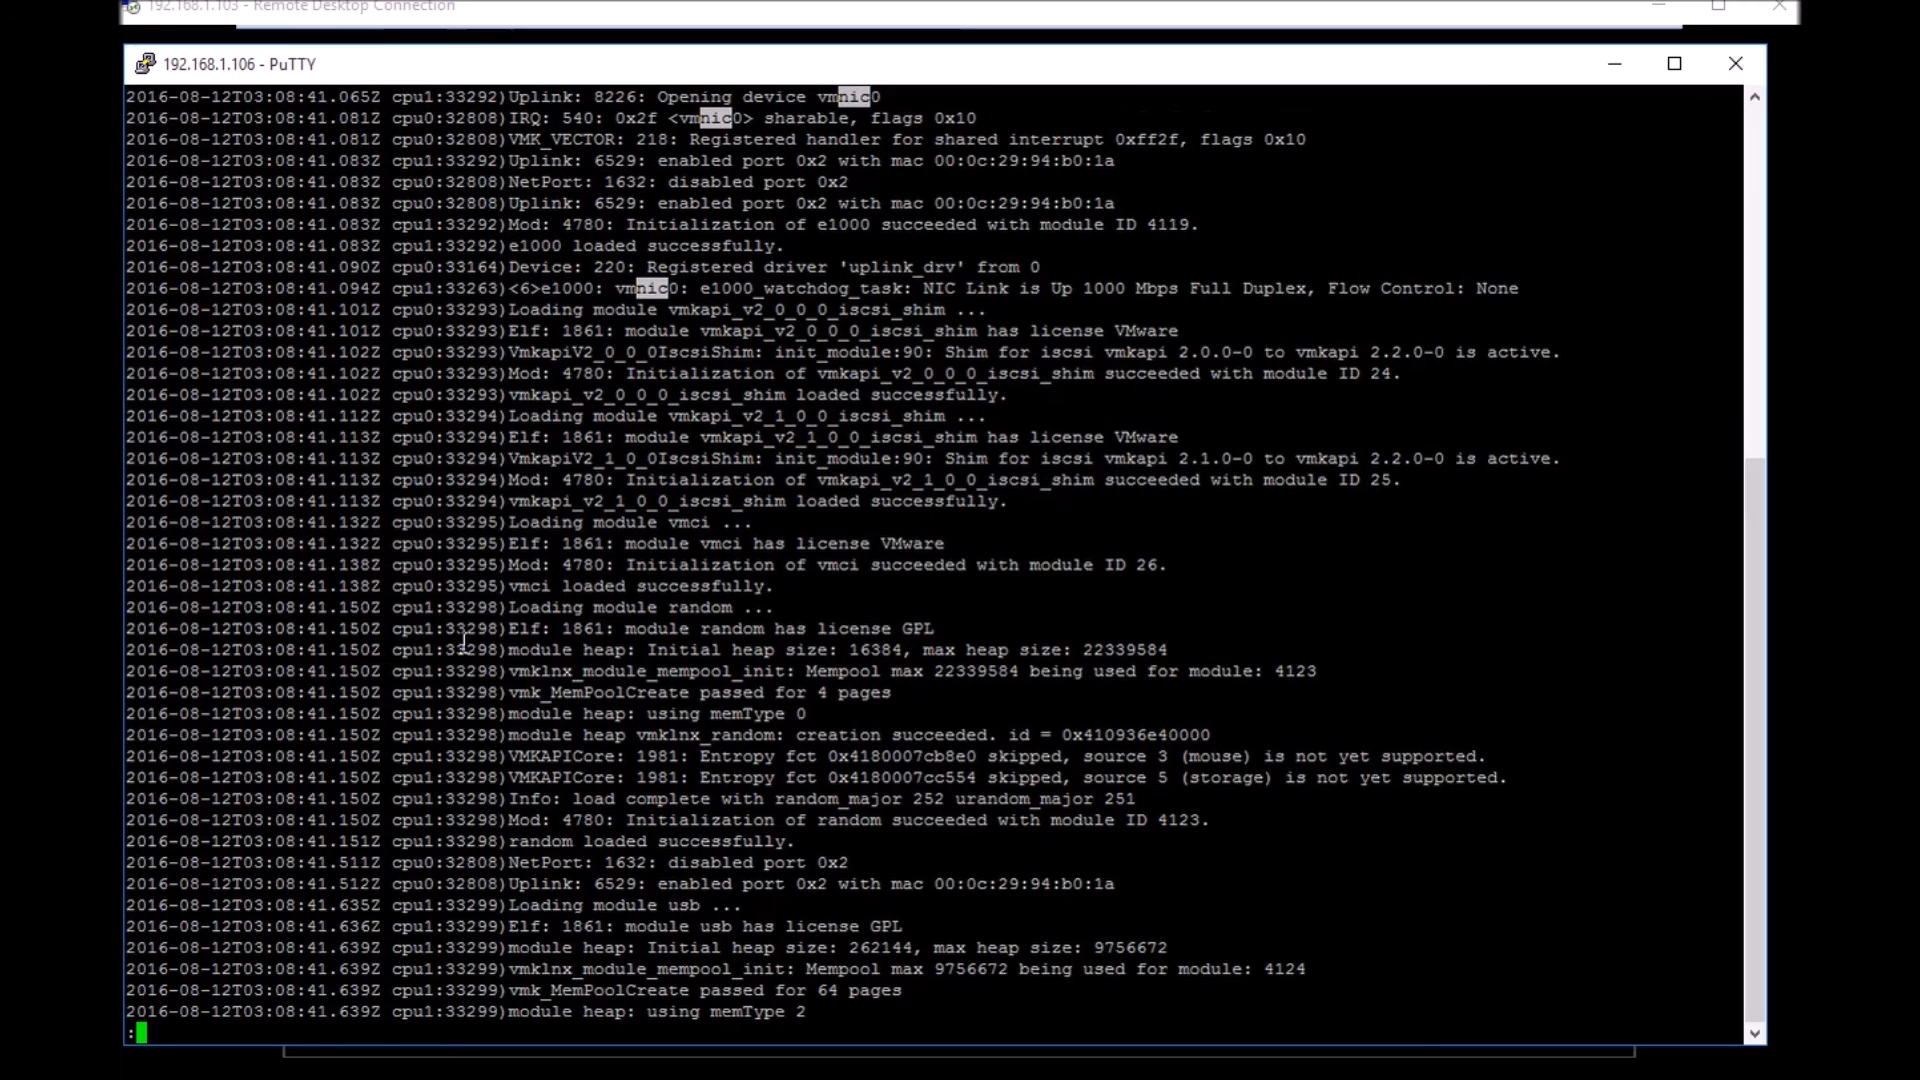 192.168.1.103 - Remote Desktop Connection
192.168.1.106 - PuTTY
2016-08-12T03:08:41.065Z cpu1:33292)Uplink: 8226: Opening device vmnic0
2016-08-12T03:08:41.081Z cpu0:32808)IRQ: 540: 0x2f <vmnic0> sharable, flags 0x10
2016-08-12T03:08:41.081Z cpu0:32808)VMK_VECTOR: 218: Registered handler for shared interrupt 0xff2f, flags 0x10
2016-08-12T03:08:41.083Z cpu0:32808)Uplink: 6529: enabled port 0x2 with mac 00:0c:29:94:b0:1a
2016-08-12T03:08:41.083Z cpu0:32808)NetPort: 1632: disabled port 0x2
2016-08-12T03:08:41.083Z cpu0:32808)Uplink: 6529: enabled port 0x2 with mac 00:0c:29:94:b0:1a
2016-08-12T03:08:41.083Z cpu1:33292)Mod: 4780: Initialization of e1000 succeeded with module ID 4119.
2016-08-12T03:08:41.083Z cpu1:33292)e1000 loaded successfully.
2016-08-12T03:08:41.090Z cpu0:33164)Device: 220: Registered driver 'uplink_drv' from 0
2016-08-12T03:08:41.094Z cpu1:33263)<6>e1000: vmnic0: e1000_watchdog_task: NIC Link is Up 1000 Mbps Full Duplex, Flow Control: None
2016-08-12T03:08:41.101Z cpu0:33293)Loading module vmkapi_v2_0_0_0_iscsi_shim ...
2016-08-12T03:08:41.101Z cpu0:33293)Elf: 1861: module vmkapi_v2_0_0_0_iscsi_shim has license VMware
2016-08-12T03:08:41.102Z cpu0:33293)VmkapiV2_0_0_0IscsiShim: init_module:90: Shim for iscsi vmkapi 2.0.0-0 to vmkapi 2.2.0-0 is active.
2016-08-12T03:08:41.102Z cpu0:33293)Mod: 4780: Initialization of vmkapi_v2_0_0_0_iscsi_shim succeeded with module ID 24.
2016-08-12T03:08:41.102Z cpu0:33293)vmkapi_v2_0_0_0_iscsi_shim loaded successfully.
2016-08-12T03:08:41.112Z cpu1:33294)Loading module vmkapi_v2_1_0_0_iscsi_shim ...
2016-08-12T03:08:41.113Z cpu1:33294)Elf: 1861: module vmkapi_v2_1_0_0_iscsi_shim has license VMware
2016-08-12T03:08:41.113Z cpu1:33294)VmkapiV2_1_0_0IscsiShim: init_module:90: Shim for iscsi vmkapi 2.1.0-0 to vmkapi 2.2.0-0 is active.
2016-08-12T03:08:41.113Z cpu1:33294)Mod: 4780: Initialization of vmkapi_v2_1_0_0_iscsi_shim succeeded with module ID 25.
2016-08-12T03:08:41.113Z cpu1:33294)vmkapi_v2_1_0_0_iscsi_shim loaded successfully.
2016-08-12T03:08:41.132Z cpu0:33295)Loading module vmci ...
2016-08-12T03:08:41.132Z cpu0:33295)Elf: 1861: module vmci has license VMware
2016-08-12T03:08:41.138Z cpu0:33295)Mod: 4780: Initialization of vmci succeeded with module ID 26.
2016-08-12T03:08:41.138Z cpu0:33295)vmci loaded successfully.
2016-08-12T03:08:41.150Z cpu1:33298)Loading module random ...
2016-08-12T03:08:41.150Z cpu1:33298)Elf: 1861: module random has license GPL
2016-08-12T03:08:41.150Z cpu1:33298)module heap: Initial heap size: 16384, max heap size: 22339584
2016-08-12T03:08:41.150Z cpu1:33298)vmklnx_module_mempool_init: Mempool max 22339584 being used for module: 4123
2016-08-12T03:08:41.150Z cpu1:33298)vmk_MemPoolCreate passed for 4 pages
2016-08-12T03:08:41.150Z cpu1:33298)module heap: using memType 0
2016-08-12T03:08:41.150Z cpu1:33298)module heap vmklnx_random: creation succeeded. id = 0x410936e40000
2016-08-12T03:08:41.150Z cpu1:33298)VMKAPICore: 1981: Entropy fct 0x4180007cb8e0 skipped, source 3 (mouse) is not yet supported.
2016-08-12T03:08:41.150Z cpu1:33298)VMKAPICore: 1981: Entropy fct 0x4180007cc554 skipped, source 5 (storage) is not yet supported.
2016-08-12T03:08:41.150Z cpu1:33298)Info: load complete with random_major 252 urandom_major 251
2016-08-12T03:08:41.150Z cpu1:33298)Mod: 4780: Initialization of random succeeded with module ID 4123.
2016-08-12T03:08:41.151Z cpu1:33298)random loaded successfully.
2016-08-12T03:08:41.511Z cpu0:32808)NetPort: 1632: disabled port 0x2
2016-08-12T03:08:41.512Z cpu0:32808)Uplink: 6529: enabled port 0x2 with mac 00:0c:29:94:b0:1a
2016-08-12T03:08:41.635Z cpu1:33299)Loading module usb ...
2016-08-12T03:08:41.636Z cpu1:33299)Elf: 1861: module usb has license GPL
2016-08-12T03:08:41.639Z cpu1:33299)module heap: Initial heap size: 262144, max heap size: 9756672
2016-08-12T03:08:41.639Z cpu1:33299)vmklnx_module_mempool_init: Mempool max 9756672 being used for module: 4124
2016-08-12T03:08:41.639Z cpu1:33299)vmk_MemPoolCreate passed for 64 pages
2016-08-12T03:08:41.639Z cpu1:33299)module heap: using memType 2
: